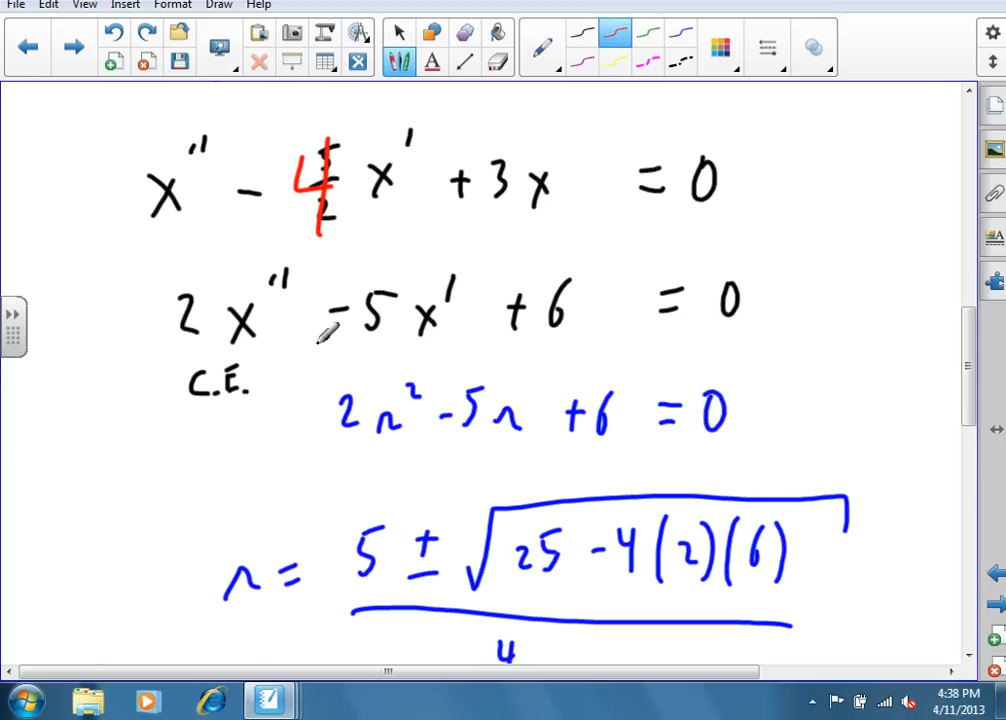 File Edit View Insert Format Tools Draw Help
x'' - 4 x' + 3x = 0
2x'' - 5x' + 6 = 0
C.E.
2r² - 5r + 6 = 0
r = 5 ± √25 - 4(2)(6)
4
4:38 PM
4/11/2013